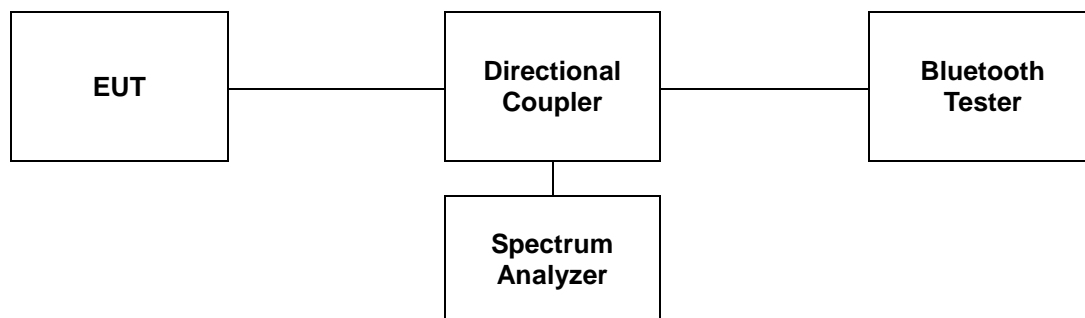 EUT
Directional
Coupler
Bluetooth
Tester
Spectrum
Analyzer